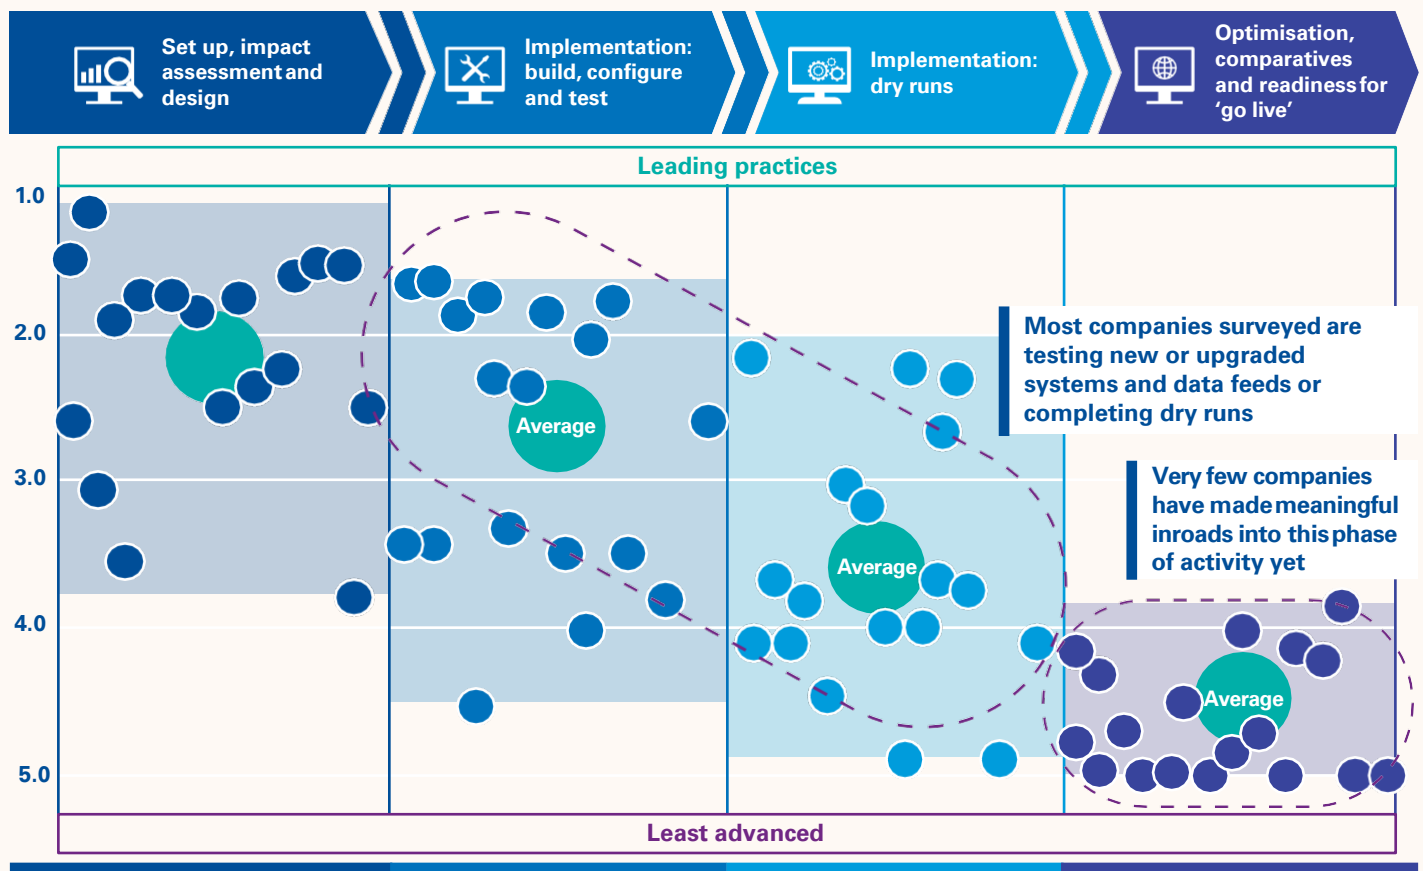 Set up, impact
assessment and
design
Implementation:
build, configure
and test
Implementation:
dry runs
Optimisation,
comparatives
and readiness for
‘go live’
Leading practices
1.0
2.0
3.0
4.0
5.0
Average
Average
Average
Most companies surveyed are
testing new or upgraded
systems and data feeds or
completing dry runs
Very few companies
have made meaningful
inroads into this phase
of activity yet
Least advanced